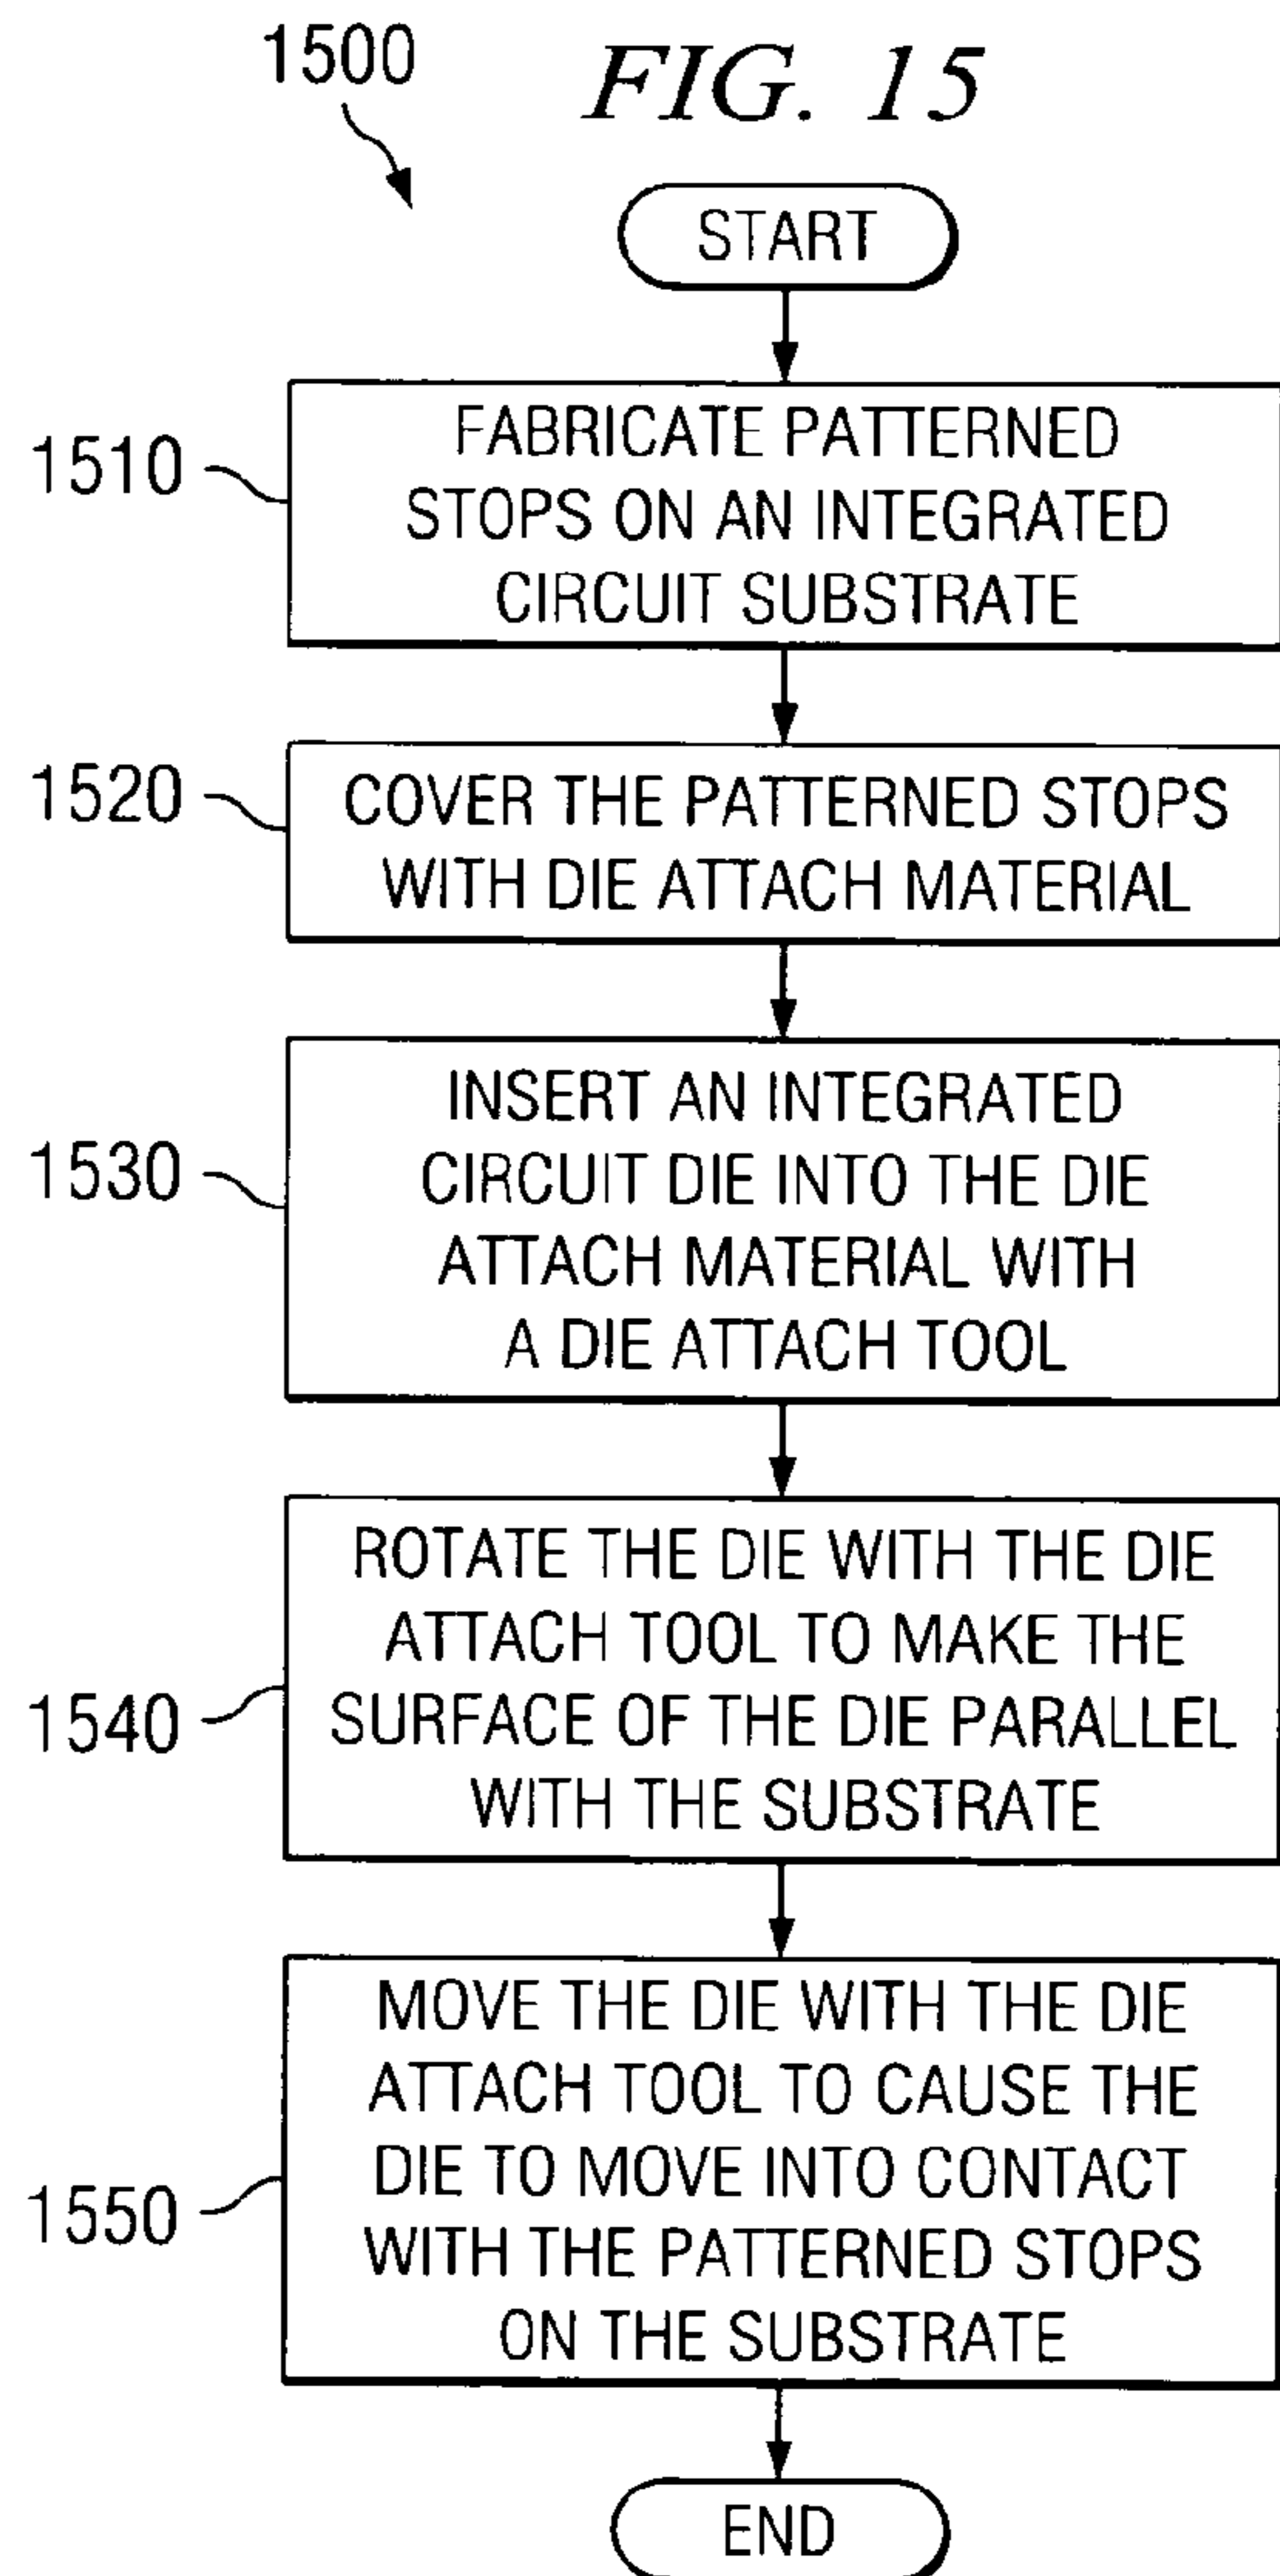 1500
FIG. 15
START
1510
FABRICATE PATTERNED
STOPS ON AN INTEGRATED
CIRCUIT SUBSTRATE
1520
COVER THE PATTERNED STOPS
WITH DIE ATTACH MATERIAL
1530
INSERT AN INTEGRATED
CIRCUIT DIE INTO THE DIE
ATTACH MATERIAL WITH
A DIE ATTACH TOOL
1540
ROTATE THE DIE WITH THE DIE
ATTACH TOOL TO MAKE THE
SURFACE OF THE DIE PARALLEL
WITH THE SUBSTRATE
1550
MOVE THE DIE WITH THE DIE
ATTACH TOOL TO CAUSE THE
DIE TO MOVE INTO CONTACT
WITH THE PATTERNED STOPS
ON THE SUBSTRATE
END